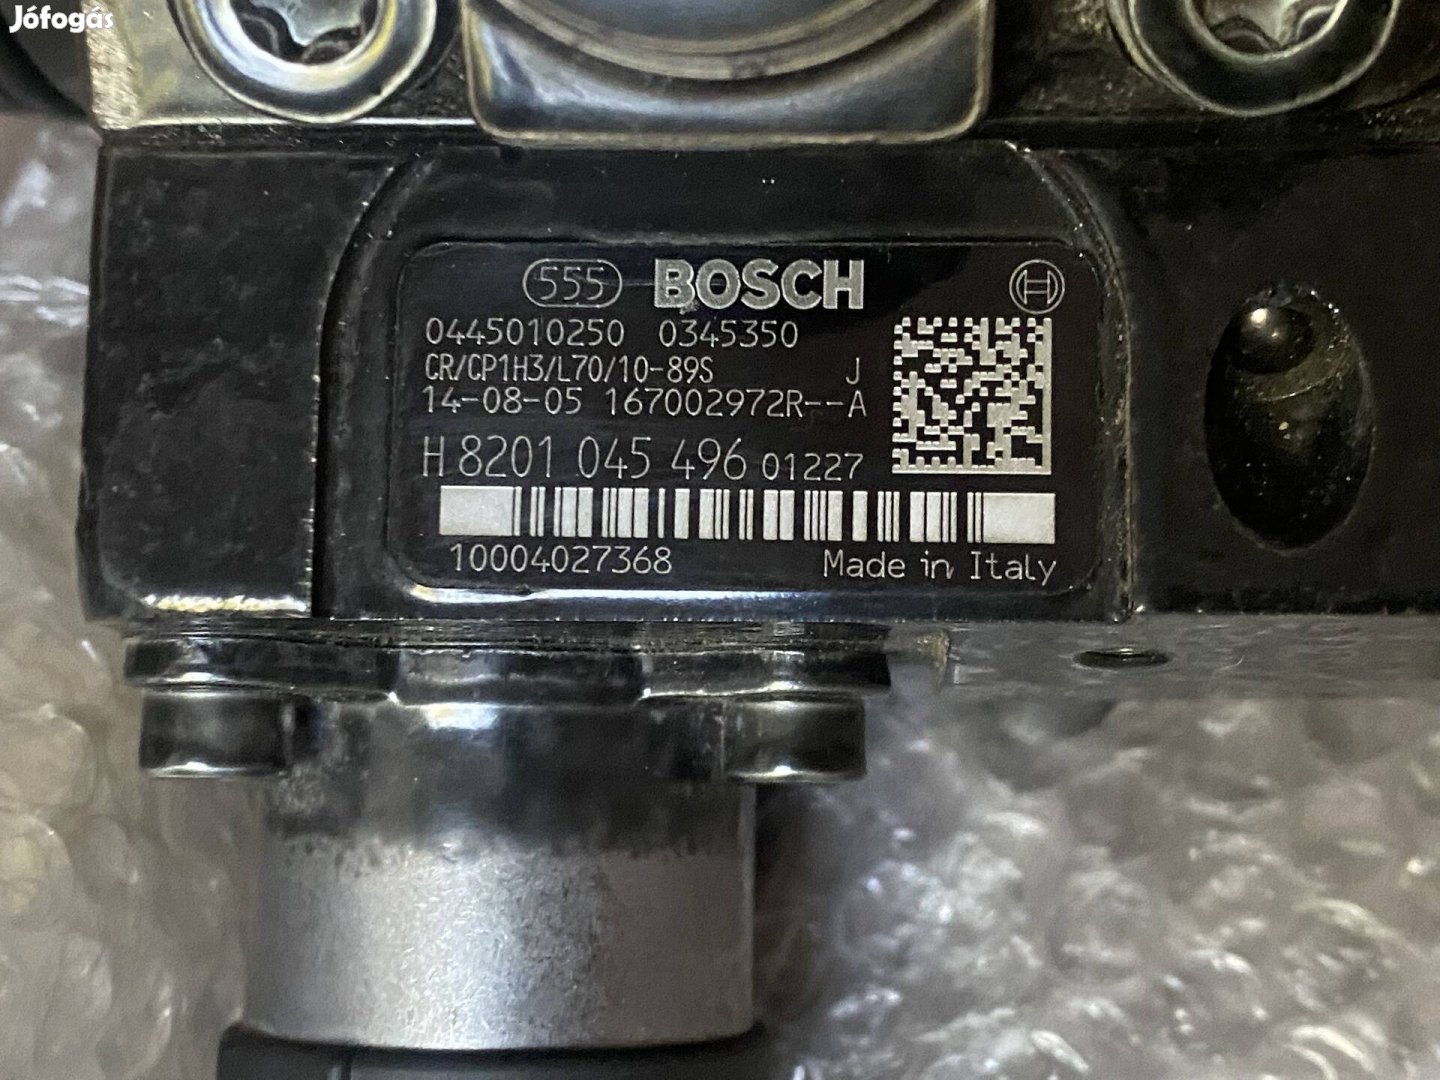 Jófogás
555 BOSCH
0445010250 0345350
CR/CP1H3/L70/10-89S J
14-08-05 167002972R--A
H 8201 045 496 01227
10004027368 Made in Italy